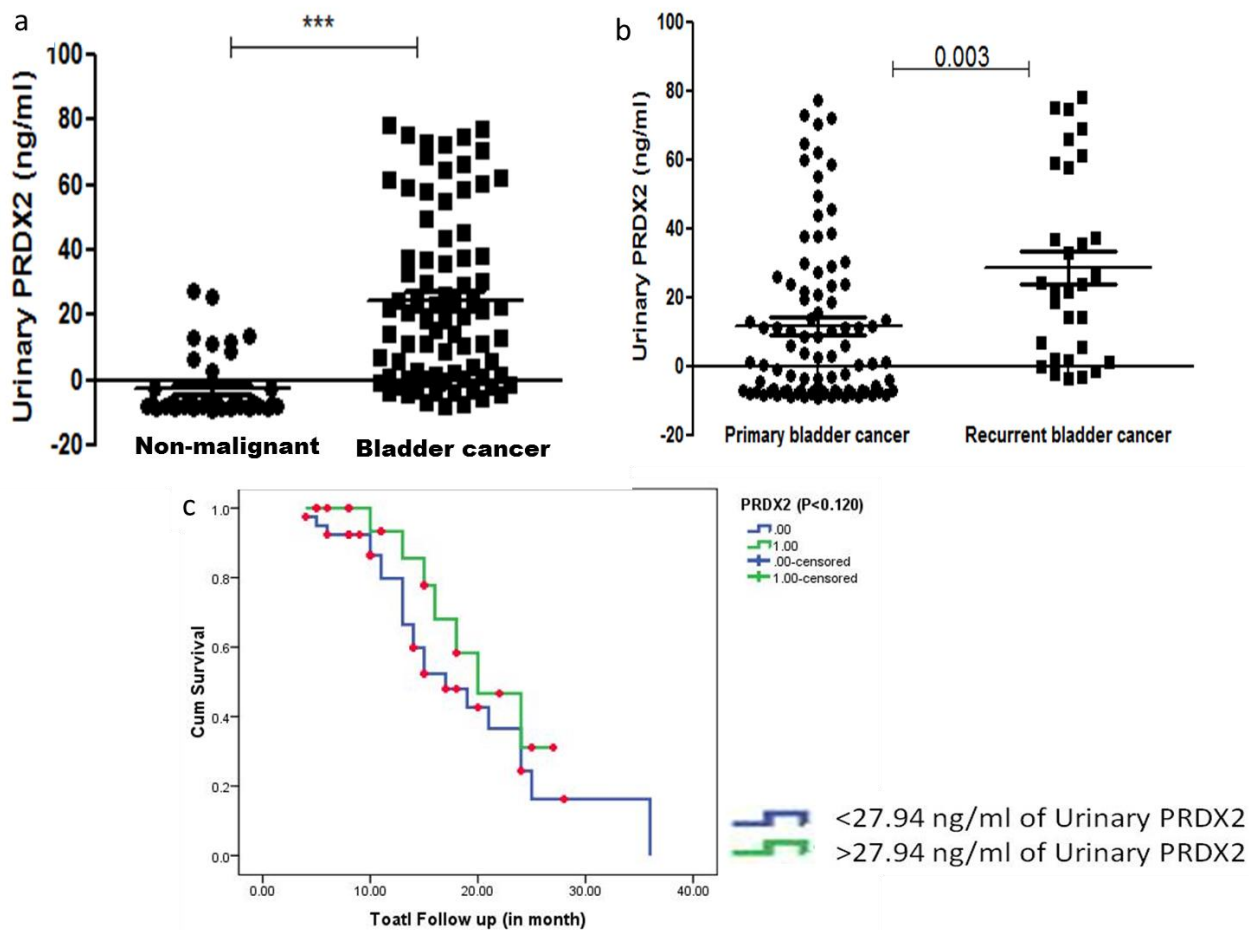 a
***
Urinary PRDX2 (ng/ml)
100
80
60
40
20
0
-20
Non-malignant
Bladder cancer
b
0.003
Urinary PRDX2 (ng/ml)
100
80
60
40
20
0
-20
Primary bladder cancer
Recurrent bladder cancer
c
Cum Survival
1.0
0.8
0.6
0.4
0.2
0.0
0.00 10.00 20.00 30.00 40.00
Toatl Follow up (in month)
PRDX2 (P<0.120)
.00
1.00
.00-censored
1.00-censored
<27.94 ng/ml of Urinary PRDX2
>27.94 ng/ml of Urinary PRDX2